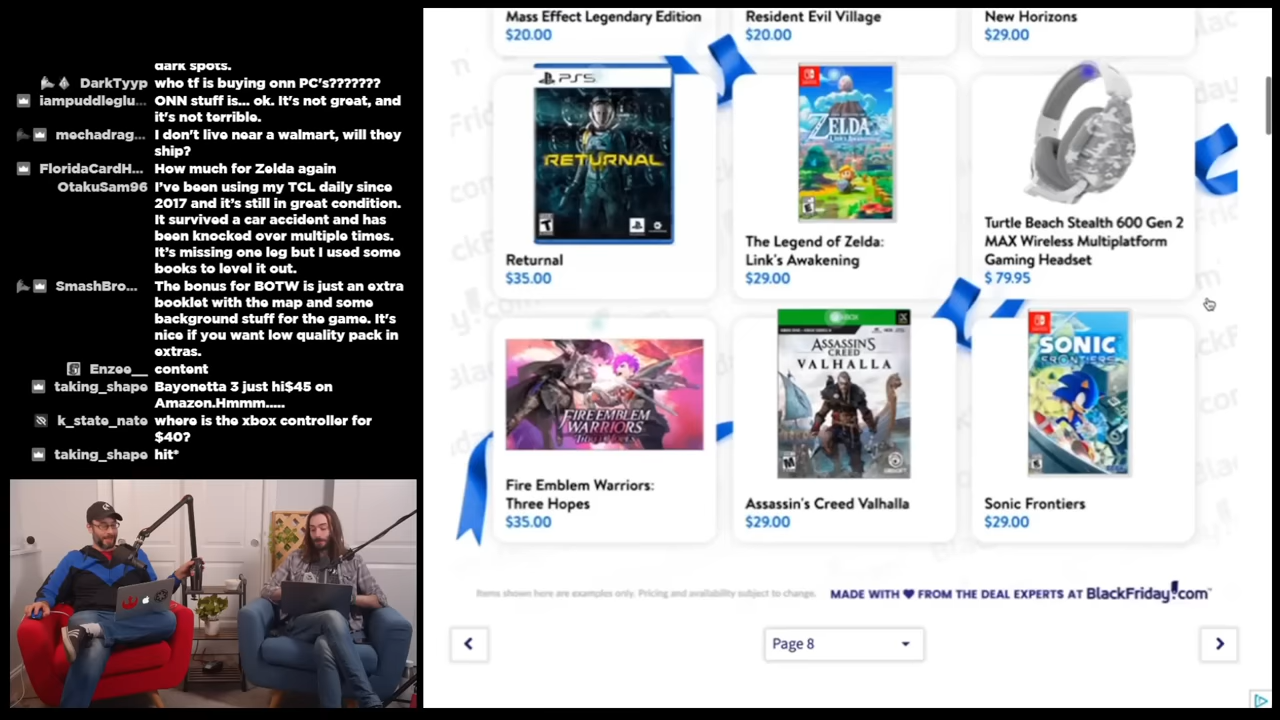 dark spots.
DarkTyyp who tf is buying onn PC's???????
iampuddleglu... ONN stuff is... ok. It's not great, and
it's not terrible.
mechadrag... I don't live near a walmart, will they
ship?
FloridaCardH... How much for Zelda again
OtakuSam96 I've been using my TCL daily since
2017 and it's still in great condition.
It survived a car accident and has
been knocked over multiple times.
It's missing one leg but I used some
books to level it out.
SmashBro... The bonus for BOTW is just an extra
booklet with the map and some
background stuff for the game. It's
nice if you want low quality pack in
extras.
Enzee__ content
taking_shape Bayonetta 3 just hi$45 on
Amazon.Hmmm.....
k_state_nate where is the xbox controller for
$40?
taking_shape hit*
Mass Effect Legendary Edition
$20.00
Resident Evil Village
$20.00
New Horizons
$29.00
PS5
RETURNAL
Returnal
$35.00
THE LEGEND OF
ZELDA
LINK'S AWAKENING
The Legend of Zelda:
Link's Awakening
$29.00
Turtle Beach Stealth 600 Gen 2
MAX Wireless Multiplatform
Gaming Headset
$ 79.95
FIRE EMBLEM
WARRIORS
THREE HOPES
Fire Emblem Warriors:
Three Hopes
$35.00
XBOX
ASSASSIN'S
CREED
VALHALLA
Assassin's Creed Valhalla
$29.00
SONIC
FRONTIERS
Sonic Frontiers
$29.00
Items shown here are examples only. Pricing and availability subject to change.
MADE WITH ♥ FROM THE DEAL EXPERTS AT BlackFriday!.com™
Page 8